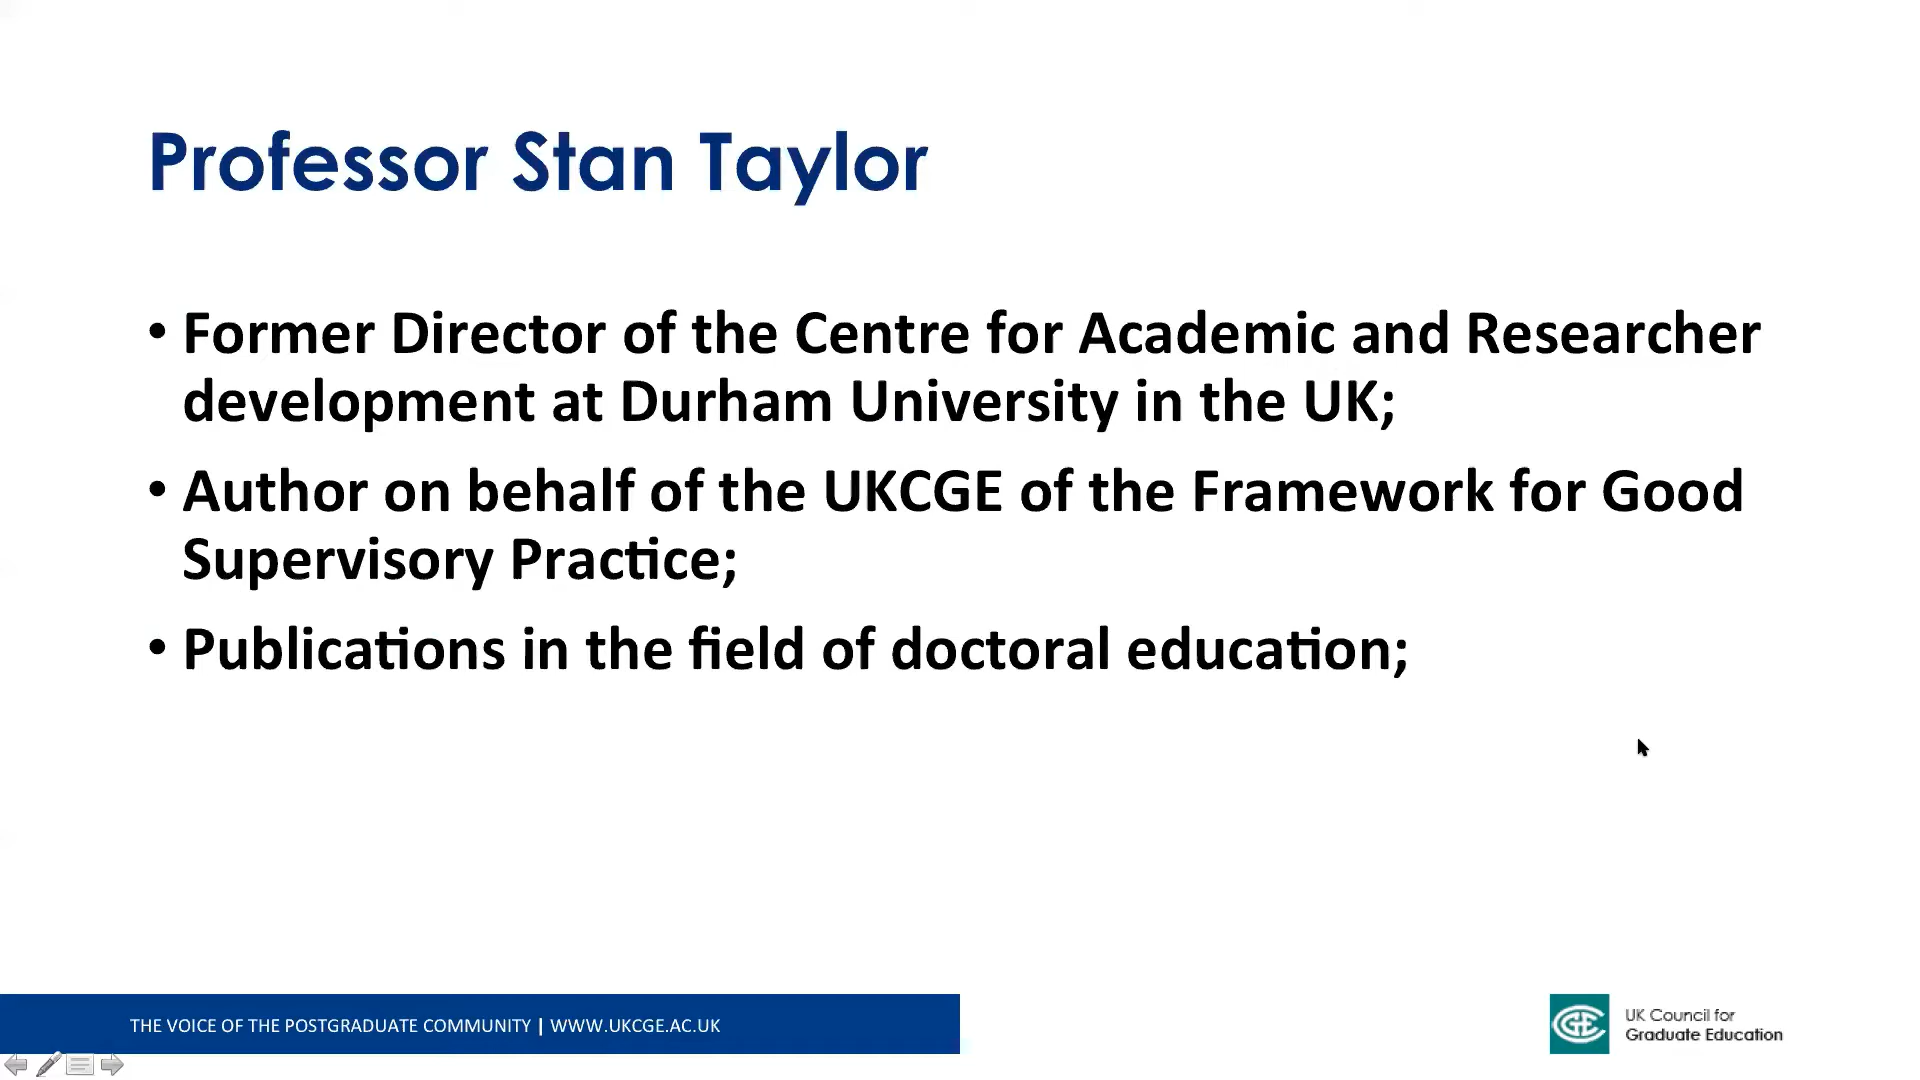 Professor Stan Taylor
• Former Director of the Centre for Academic and Researcher
development at Durham University in the UK;
• Author on behalf of the UKCGE of the Framework for Good
Supervisory Practice;
• Publications in the field of doctoral education;
THE VOICE OF THE POSTGRADUATE COMMUNITY | WWW.UKCGE.AC.UK
CGE
UK Council for
Graduate Education